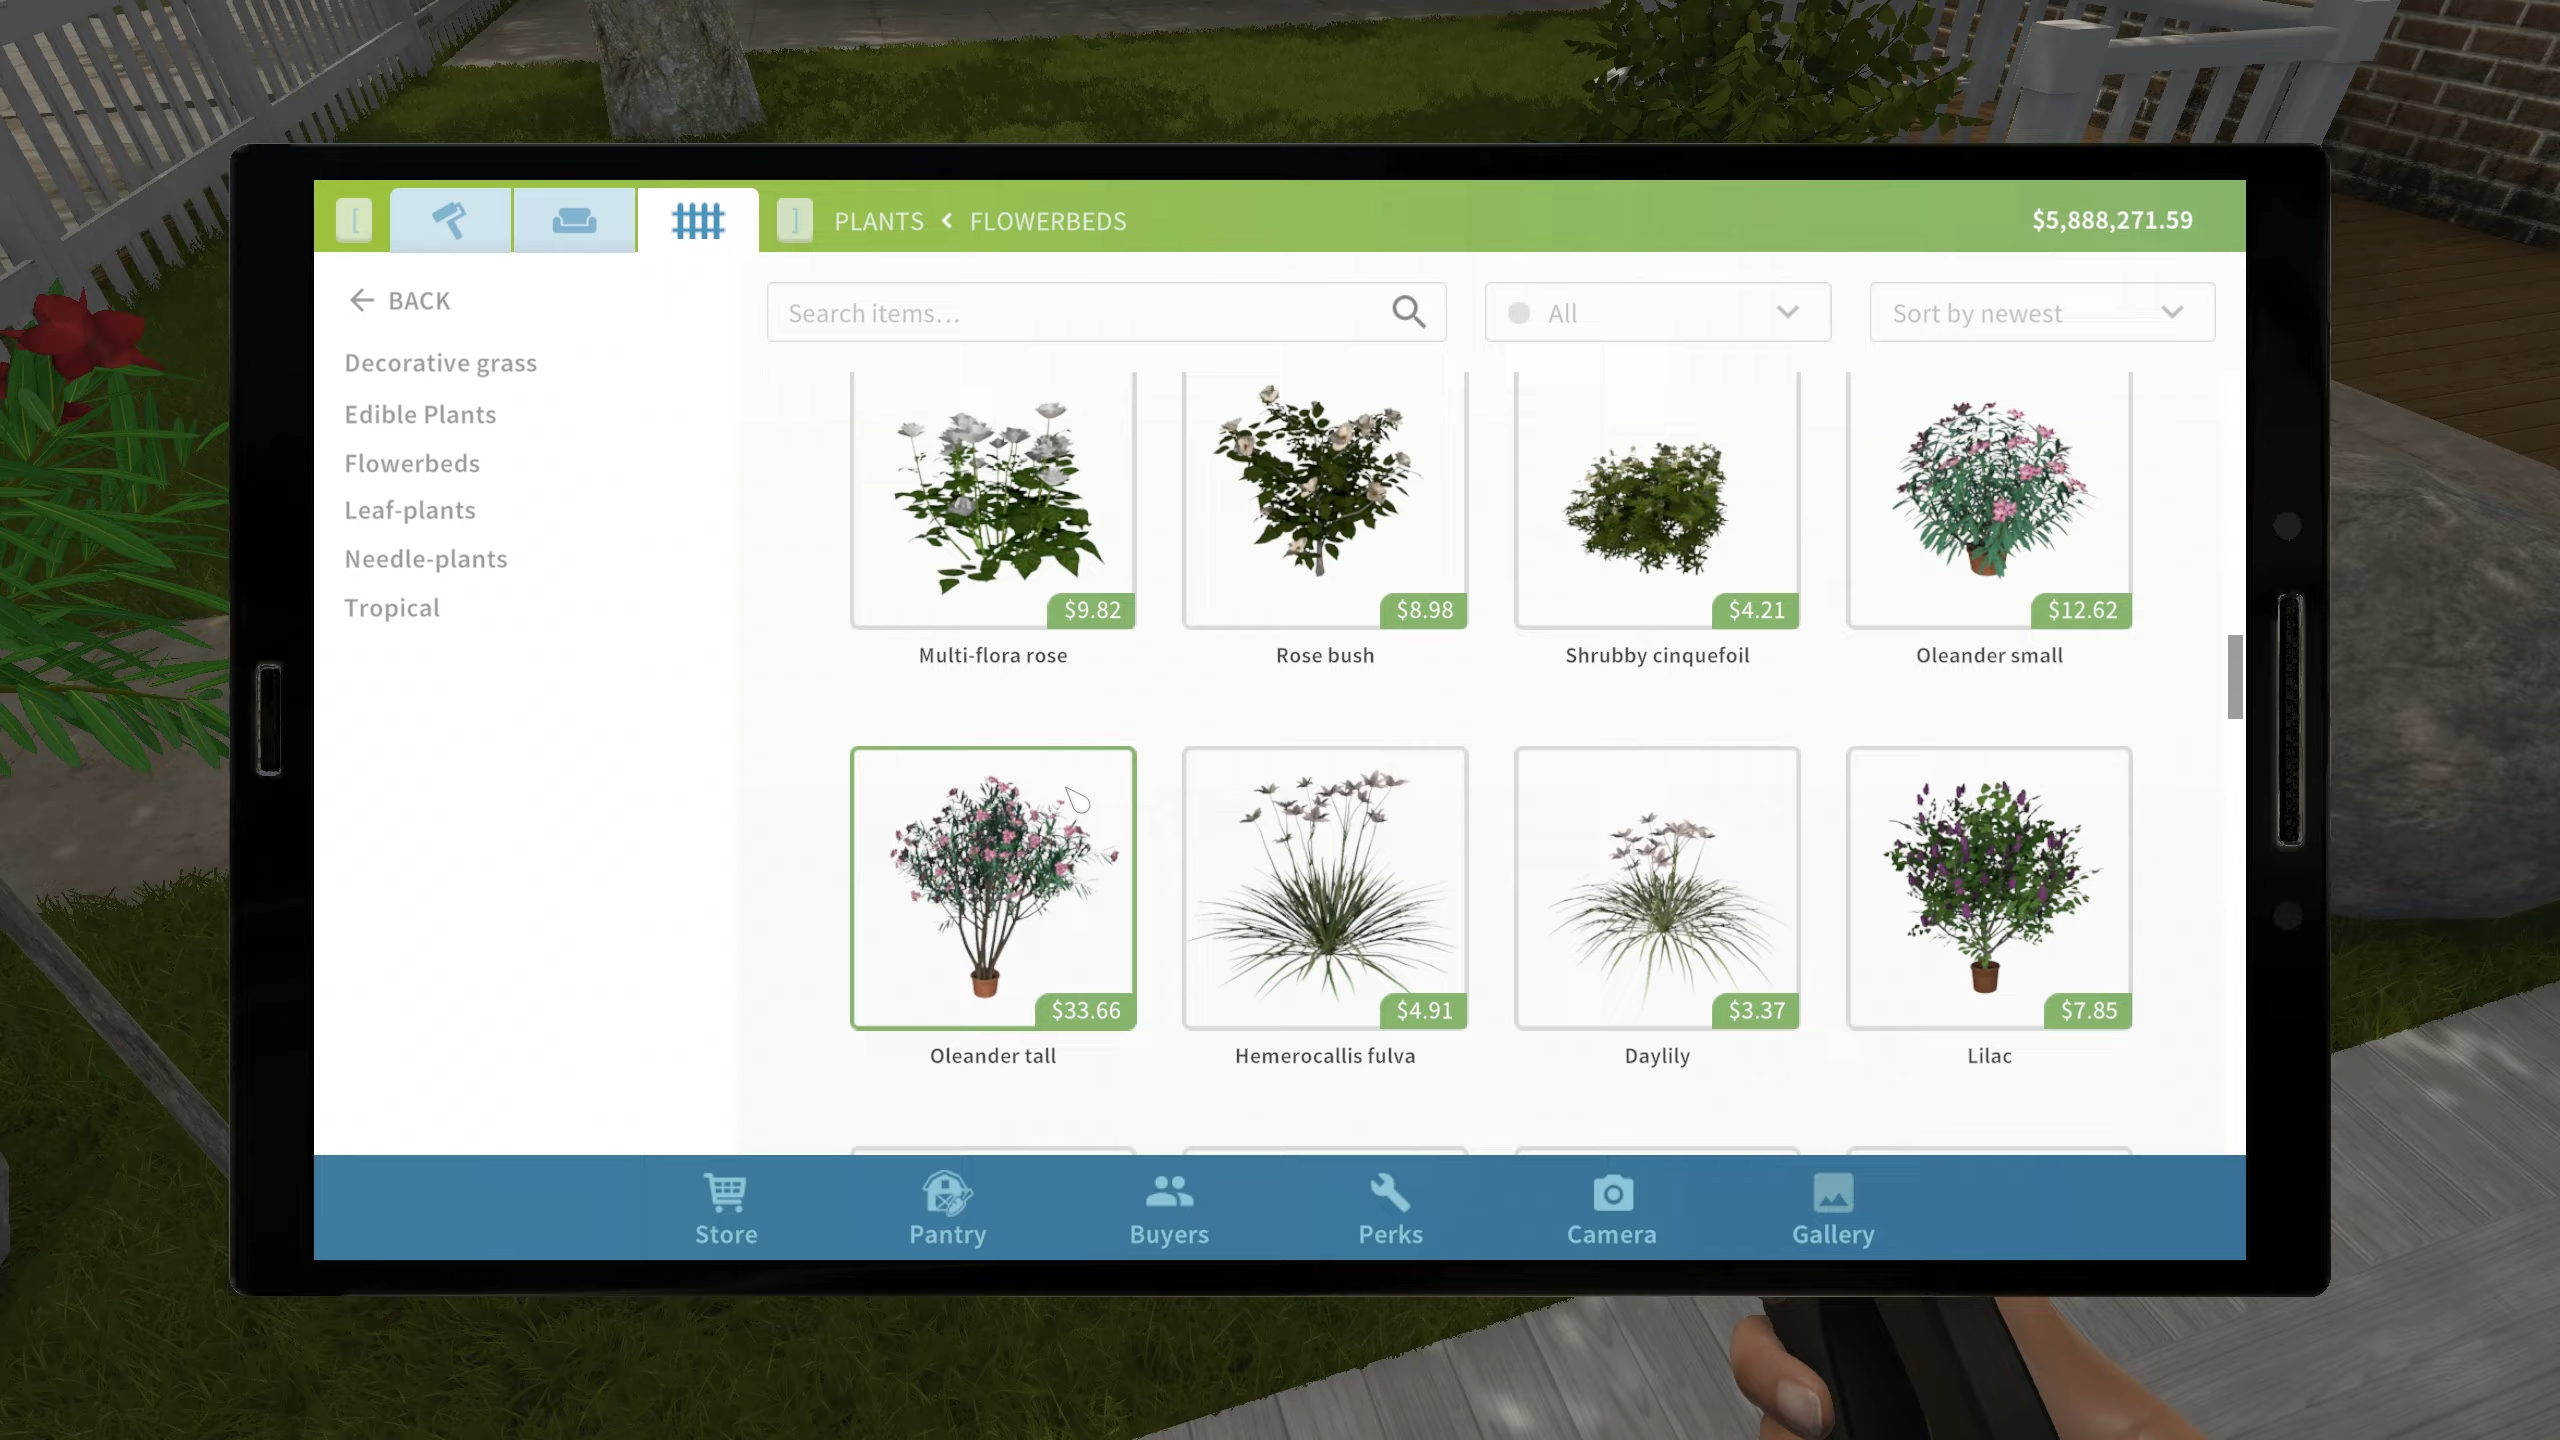 [
]
PLANTS < FLOWERBEDS
$5,888,271.59
BACK
Search items...
All
Sort by newest
Decorative grass
Edible Plants
Flowerbeds
Leaf-plants
Needle-plants
Tropical
$9.82
$8.98
$4.21
$12.62
Multi-flora rose
Rose bush
Shrubby cinquefoil
Oleander small
$33.66
$4.91
$3.37
$7.85
Oleander tall
Hemerocallis fulva
Daylily
Lilac
Store
Pantry
Buyers
Perks
Camera
Gallery